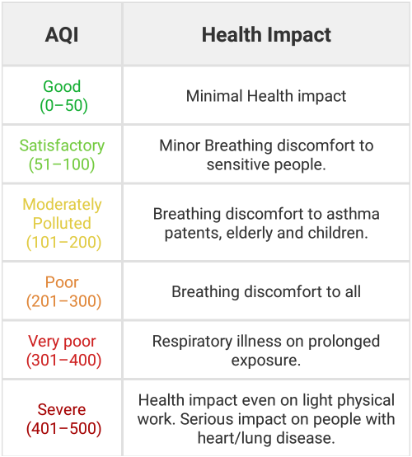 AQI
Health Impact
Good
(0–50)
Minimal Health impact
Satisfactory
(51–100)
Minor Breathing discomfort to
sensitive people.
Moderately
Polluted
(101–200)
Breathing discomfort to asthma
patents, elderly and children.
Poor
(201–300)
Breathing discomfort to all
Very poor
(301–400)
Respiratory illness on prolonged
exposure.
Severe
(401–500)
Health impact even on light physical
work. Serious impact on people with
heart/lung disease.